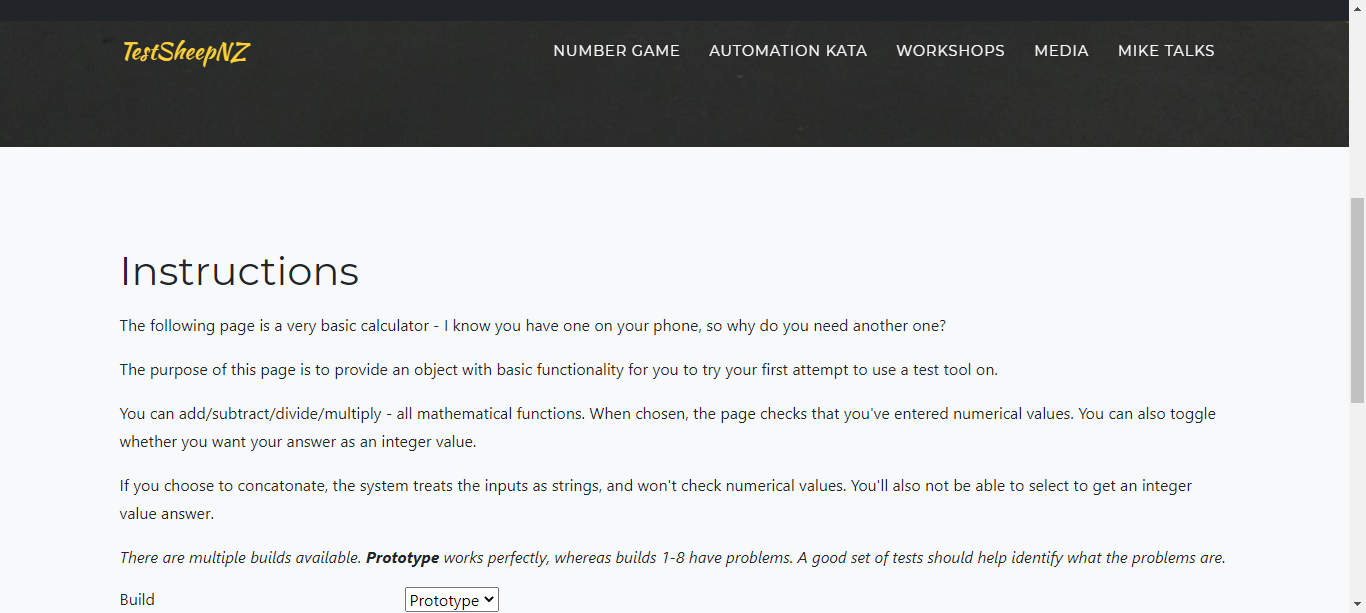 TestSheepNZ
NUMBER GAME AUTOMATION KATA WORKSHOPS MEDIA MIKE TALKS
Instructions
The following page is a very basic calculator - I know you have one on your phone, so why do you need another one?
The purpose of this page is to provide an object with basic functionality for you to try your first attempt to use a test tool on.
You can add/subtract/divide/multiply - all mathematical functions. When chosen, the page checks that you've entered numerical values. You can also toggle
whether you want your answer as an integer value.
If you choose to concatonate, the system treats the inputs as strings, and won't check numerical values. You'll also not be able to select to get an integer
value answer.
There are multiple builds available. Prototype works perfectly, whereas builds 1-8 have problems. A good set of tests should help identify what the problems are.
Build Prototype